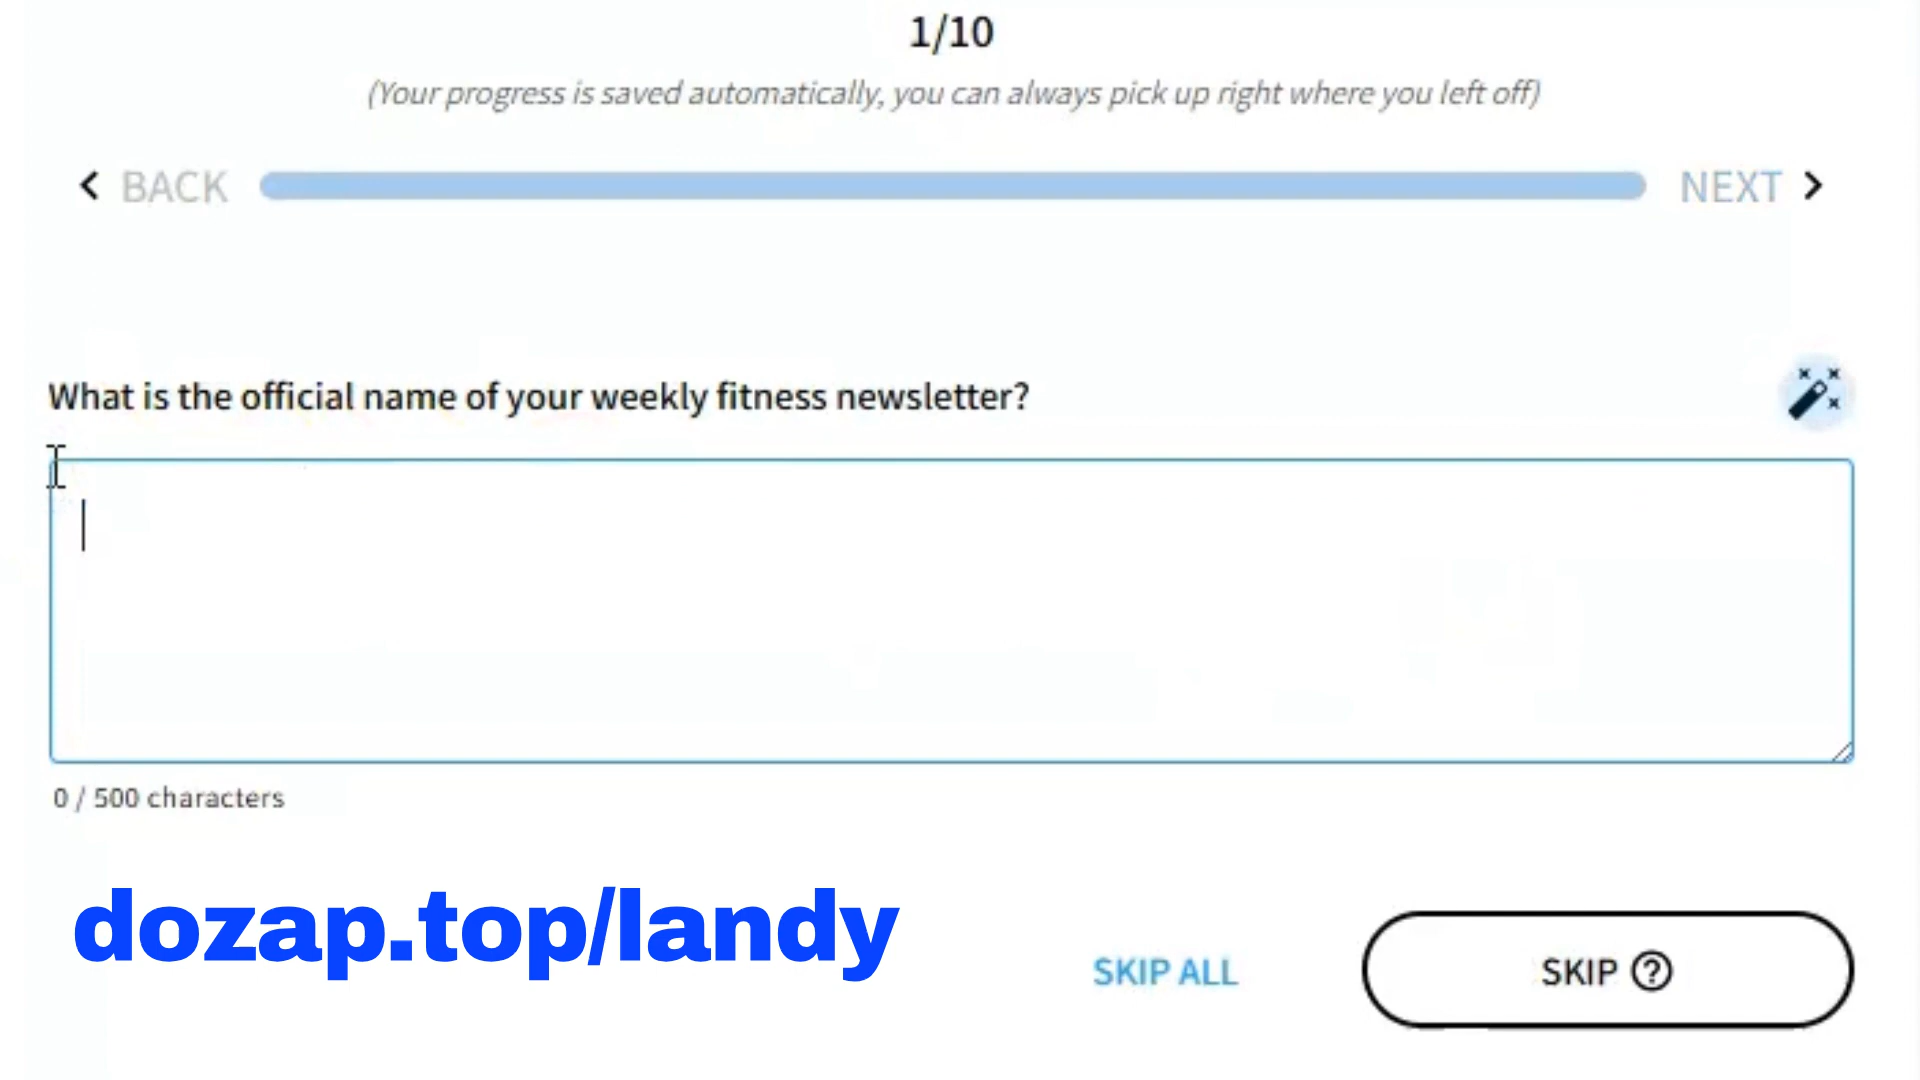 1/10
(Your progress is saved automatically, you can always pick up right where you left off)
BACK NEXT
What is the official name of your weekly fitness newsletter?
0 / 500 characters
dozap.top/landy
SKIP ALL SKIP